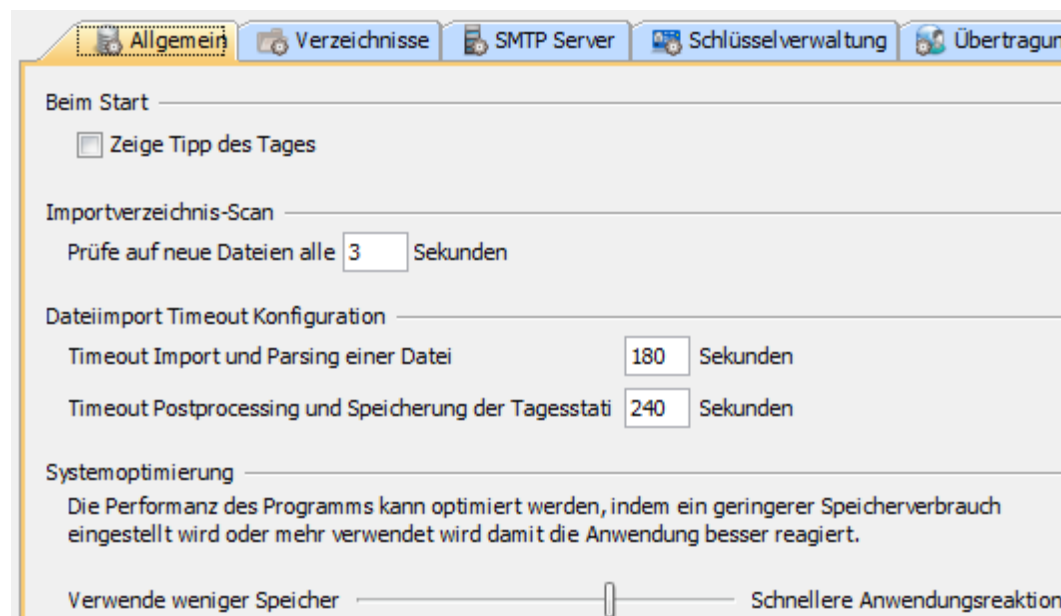 Allgemein Verzeichnisse SMTP Server Schlüsselverwaltung Übertragun
Beim Start
Zeige Tipp des Tages
Importverzeichnis-Scan
Prüfe auf neue Dateien alle 3 Sekunden
Dateiimport Timeout Konfiguration
Timeout Import und Parsing einer Datei 180 Sekunden
Timeout Postprocessing und Speicherung der Tagesstati 240 Sekunden
Systemoptimierung
Die Performanz des Programms kann optimiert werden, indem ein geringerer Speicherverbrauch
eingestellt wird oder mehr verwendet wird damit die Anwendung besser reagiert.
Verwende weniger Speicher Schnellere Anwendungsreaktion